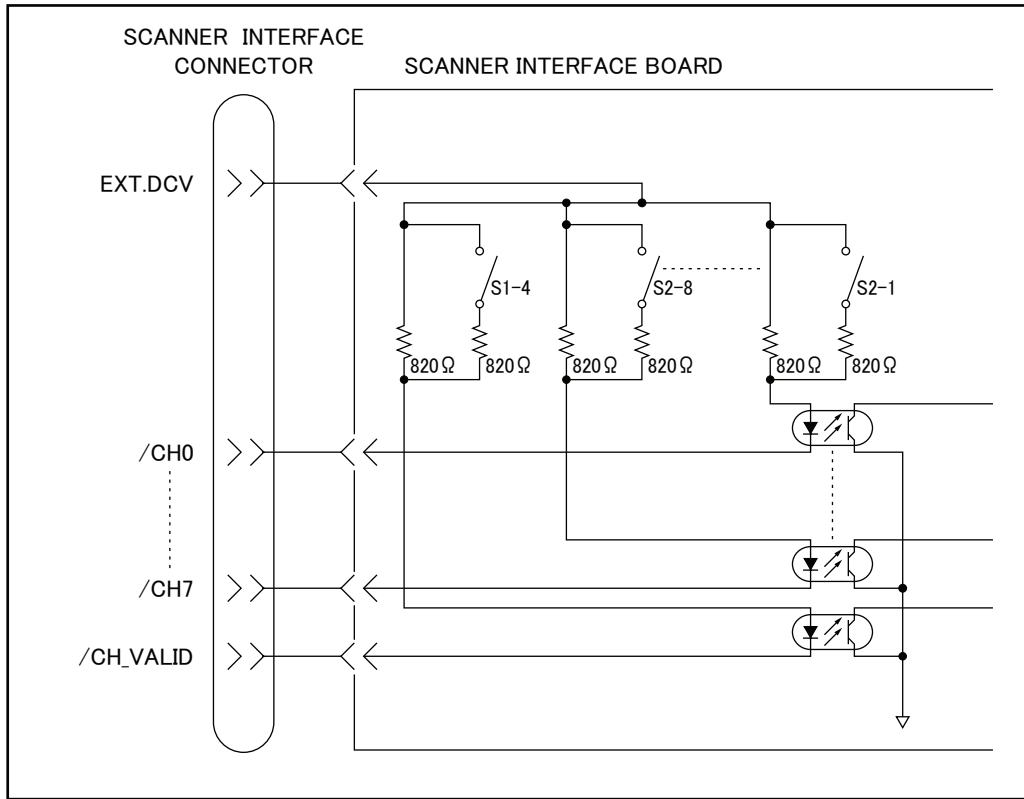 SCANNER INTERFACE
CONNECTOR
SCANNER INTERFACE BOARD
EXT.DCV
S1-4
S2-8
S2-1
820Ω
820Ω
820Ω
820Ω
820Ω
820Ω
/CH0
/CH7
/CH_VALID